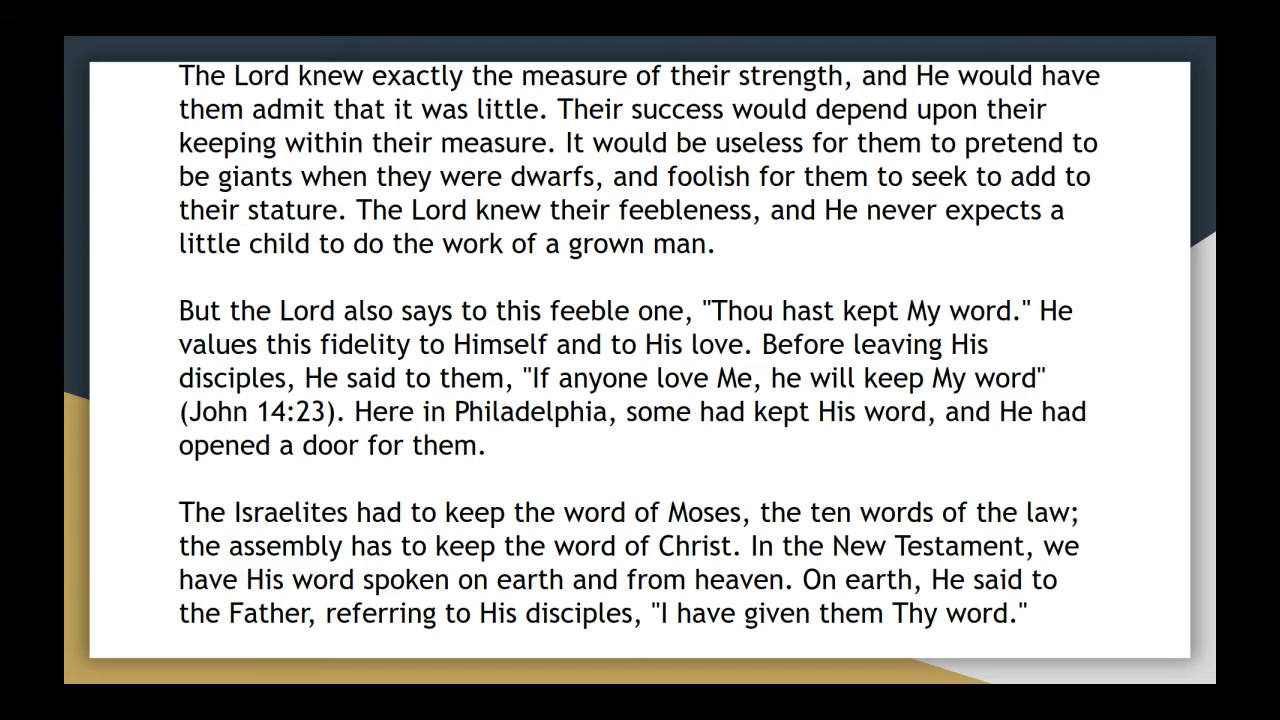 The Lord knew exactly the measure of their strength, and He would have
them admit that it was little. Their success would depend upon their
keeping within their measure. It would be useless for them to pretend to
be giants when they were dwarfs, and foolish for them to seek to add to
their stature. The Lord knew their feebleness, and He never expects a
little child to do the work of a grown man.
But the Lord also says to this feeble one, "Thou hast kept My word." He
values this fidelity to Himself and to His love. Before leaving His
disciples, He said to them, "If anyone love Me, he will keep My word"
(John 14:23). Here in Philadelphia, some had kept His word, and He had
opened a door for them.
The Israelites had to keep the word of Moses, the ten words of the law;
the assembly has to keep the word of Christ. In the New Testament, we
have His word spoken on earth and from heaven. On earth, He said to
the Father, referring to His disciples, "I have given them Thy word."